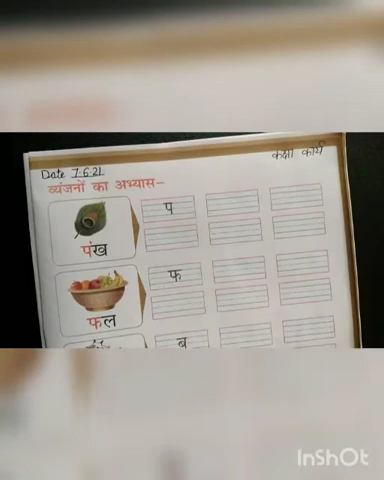 कक्षा कार्य
Date 7.6.21
व्यंजनों का अभ्यास-
प
पंख
फ
फल
ब
InShOt